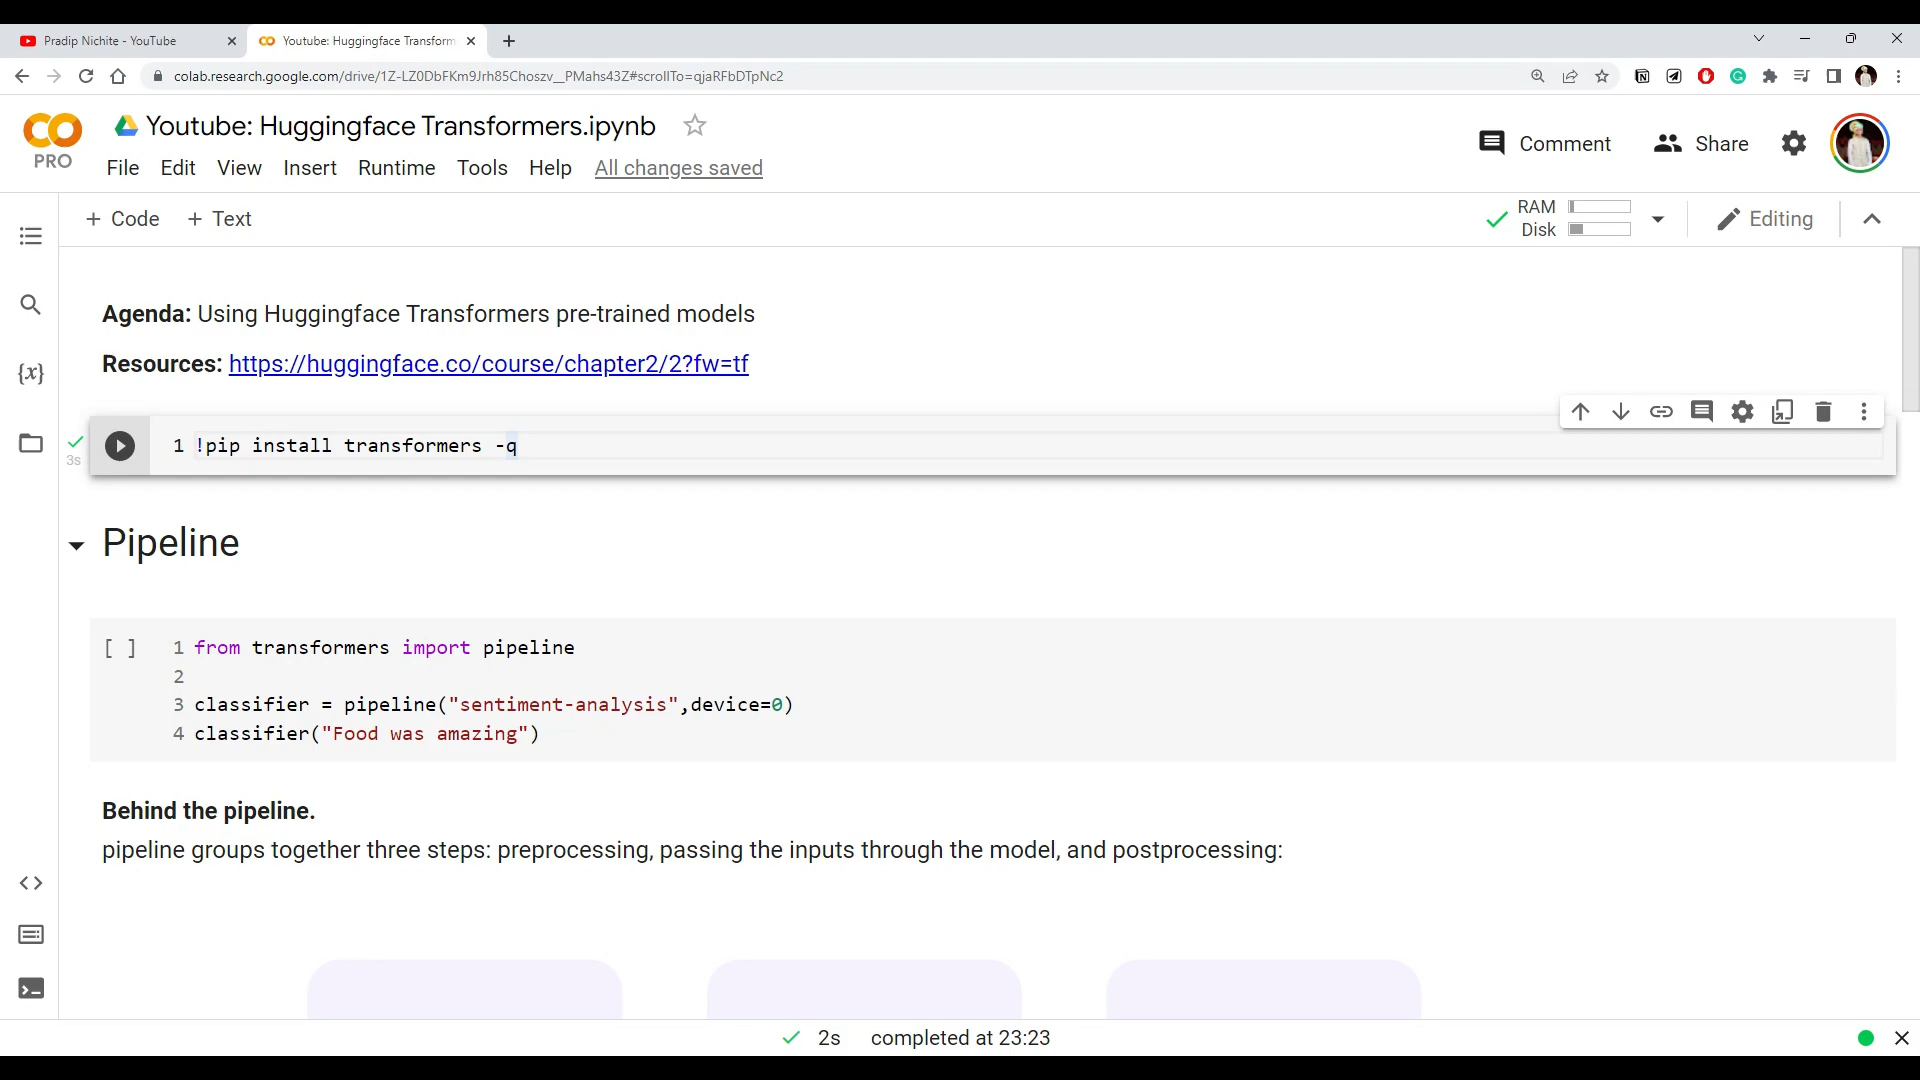 Pradip Nichite - YouTube
Youtube: Huggingface Transform
colab.research.google.com/drive/1Z-LZ0DbFKm9Jrh85Choszv__PMahs43Z#scrollTo=qjaRFbDTpNc2
CO
PRO
Youtube: Huggingface Transformers.ipynb
Comment
Share
File Edit View Insert Runtime Tools Help All changes saved
+ Code + Text
RAM
Disk
Editing
Agenda: Using Huggingface Transformers pre-trained models
Resources: https://huggingface.co/course/chapter2/2?fw=tf
{x}
1 !pip install transformers -q
3s
Pipeline
[ ] 1 from transformers import pipeline
2
3 classifier = pipeline("sentiment-analysis",device=0)
4 classifier("Food was amazing")
Behind the pipeline.
pipeline groups together three steps: preprocessing, passing the inputs through the model, and postprocessing:
2s completed at 23:23